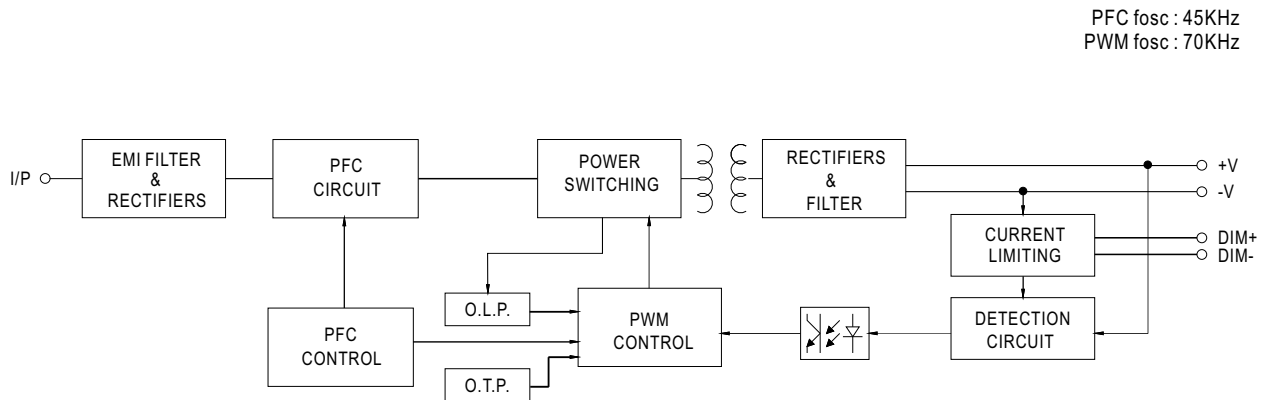 PFC fosc : 45KHz
PWM fosc : 70KHz
I/P
EMI FILTER
&
RECTIFIERS
PFC
CIRCUIT
POWER
SWITCHING
RECTIFIERS
&
FILTER
+V
-V
CURRENT
LIMITING
DIM+
DIM-
O.L.P.
PFC
CONTROL
PWM
CONTROL
DETECTION
CIRCUIT
O.T.P.